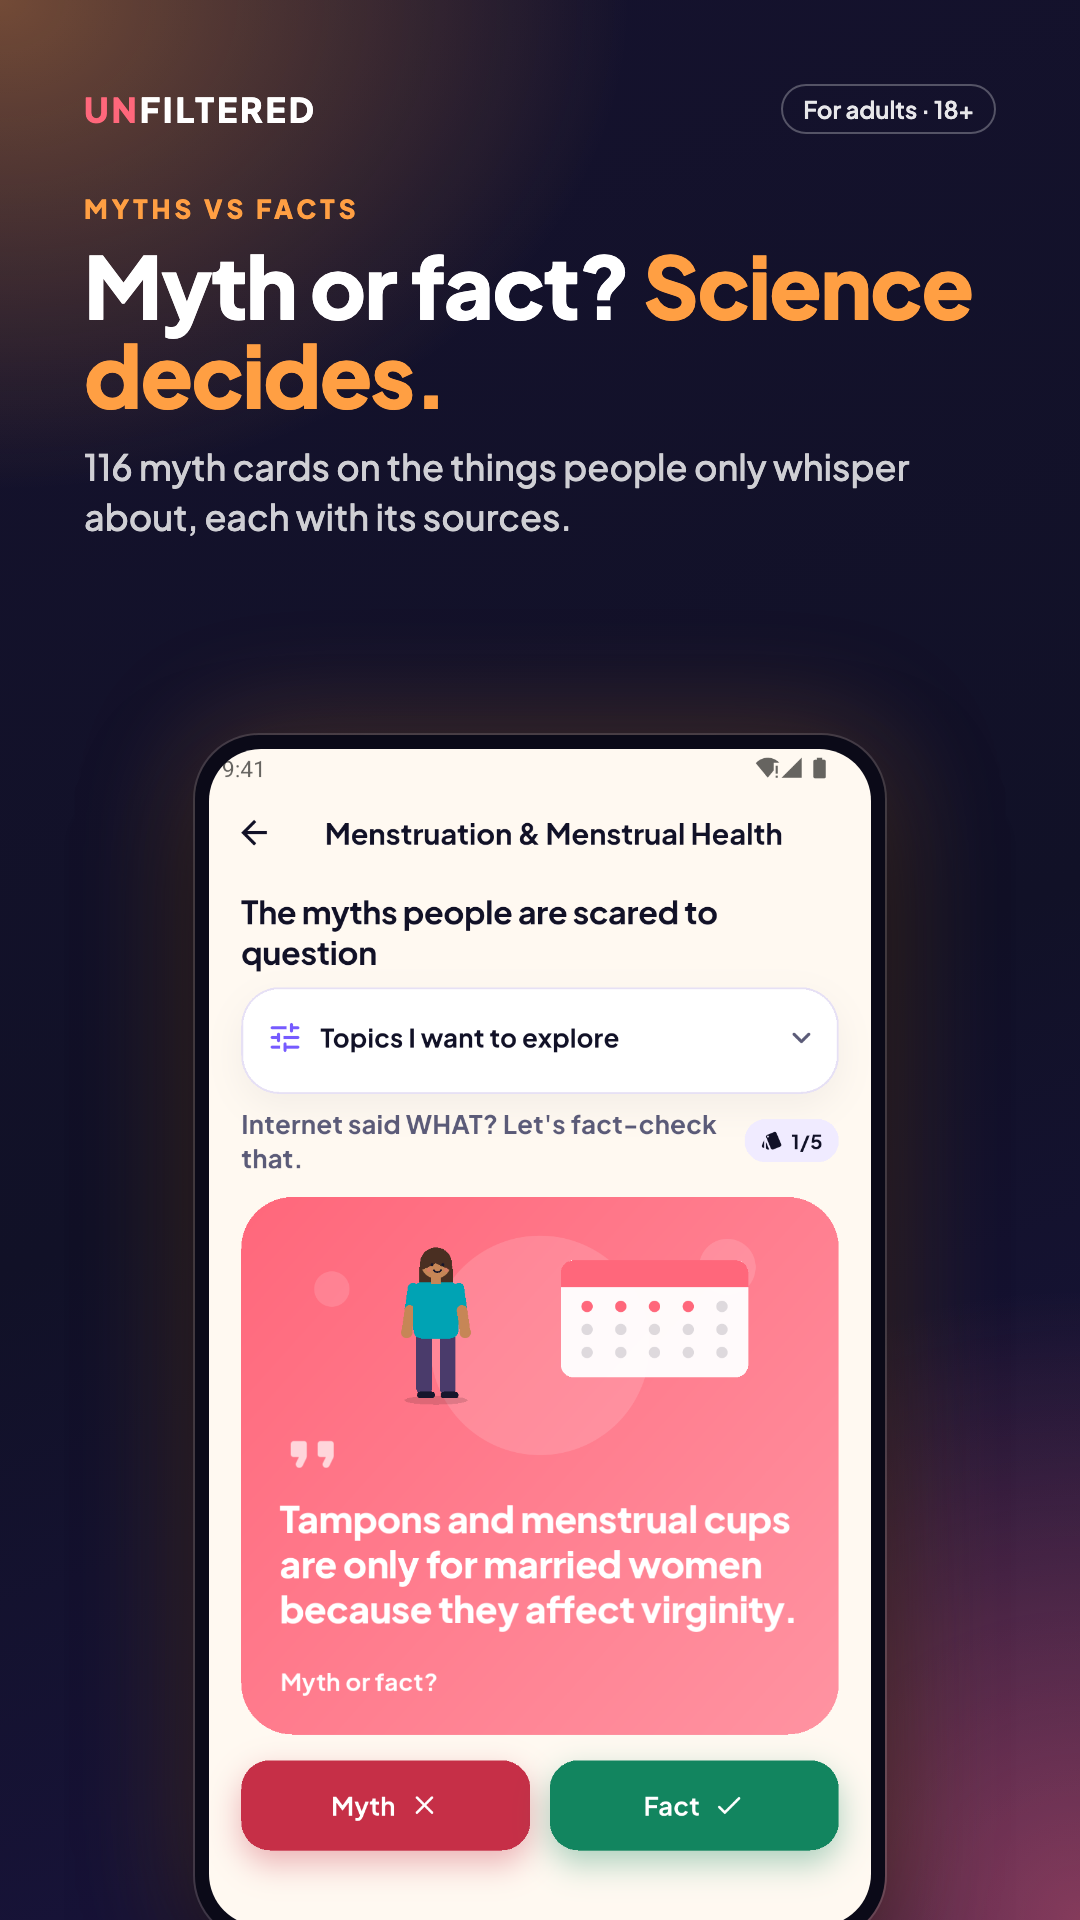 UNFILTERED
For adults · 18+
MYTHS VS FACTS
Myth or fact? Science
decides.
116 myth cards on the things people only whisper
about, each with its sources.
9:41
Menstruation & Menstrual Health
The myths people are scared to
question
Topics I want to explore
Internet said WHAT? Let's fact-check
that.
1/5
Tampons and menstrual cups
are only for married women
because they affect virginity.
Myth or fact?
Myth
Fact